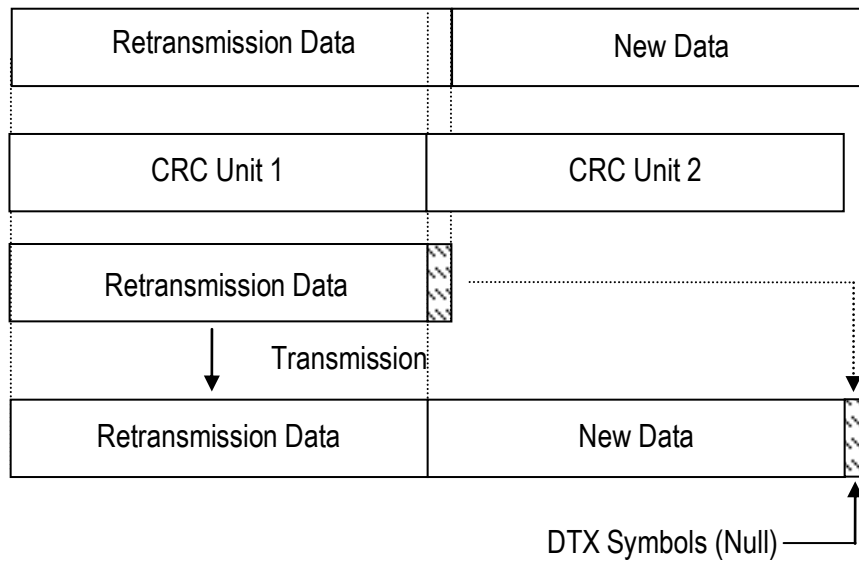 Retransmission Data
New Data
CRC Unit 1
CRC Unit 2
Retransmission Data
Transmission
Retransmission Data
New Data
DTX Symbols (Null)